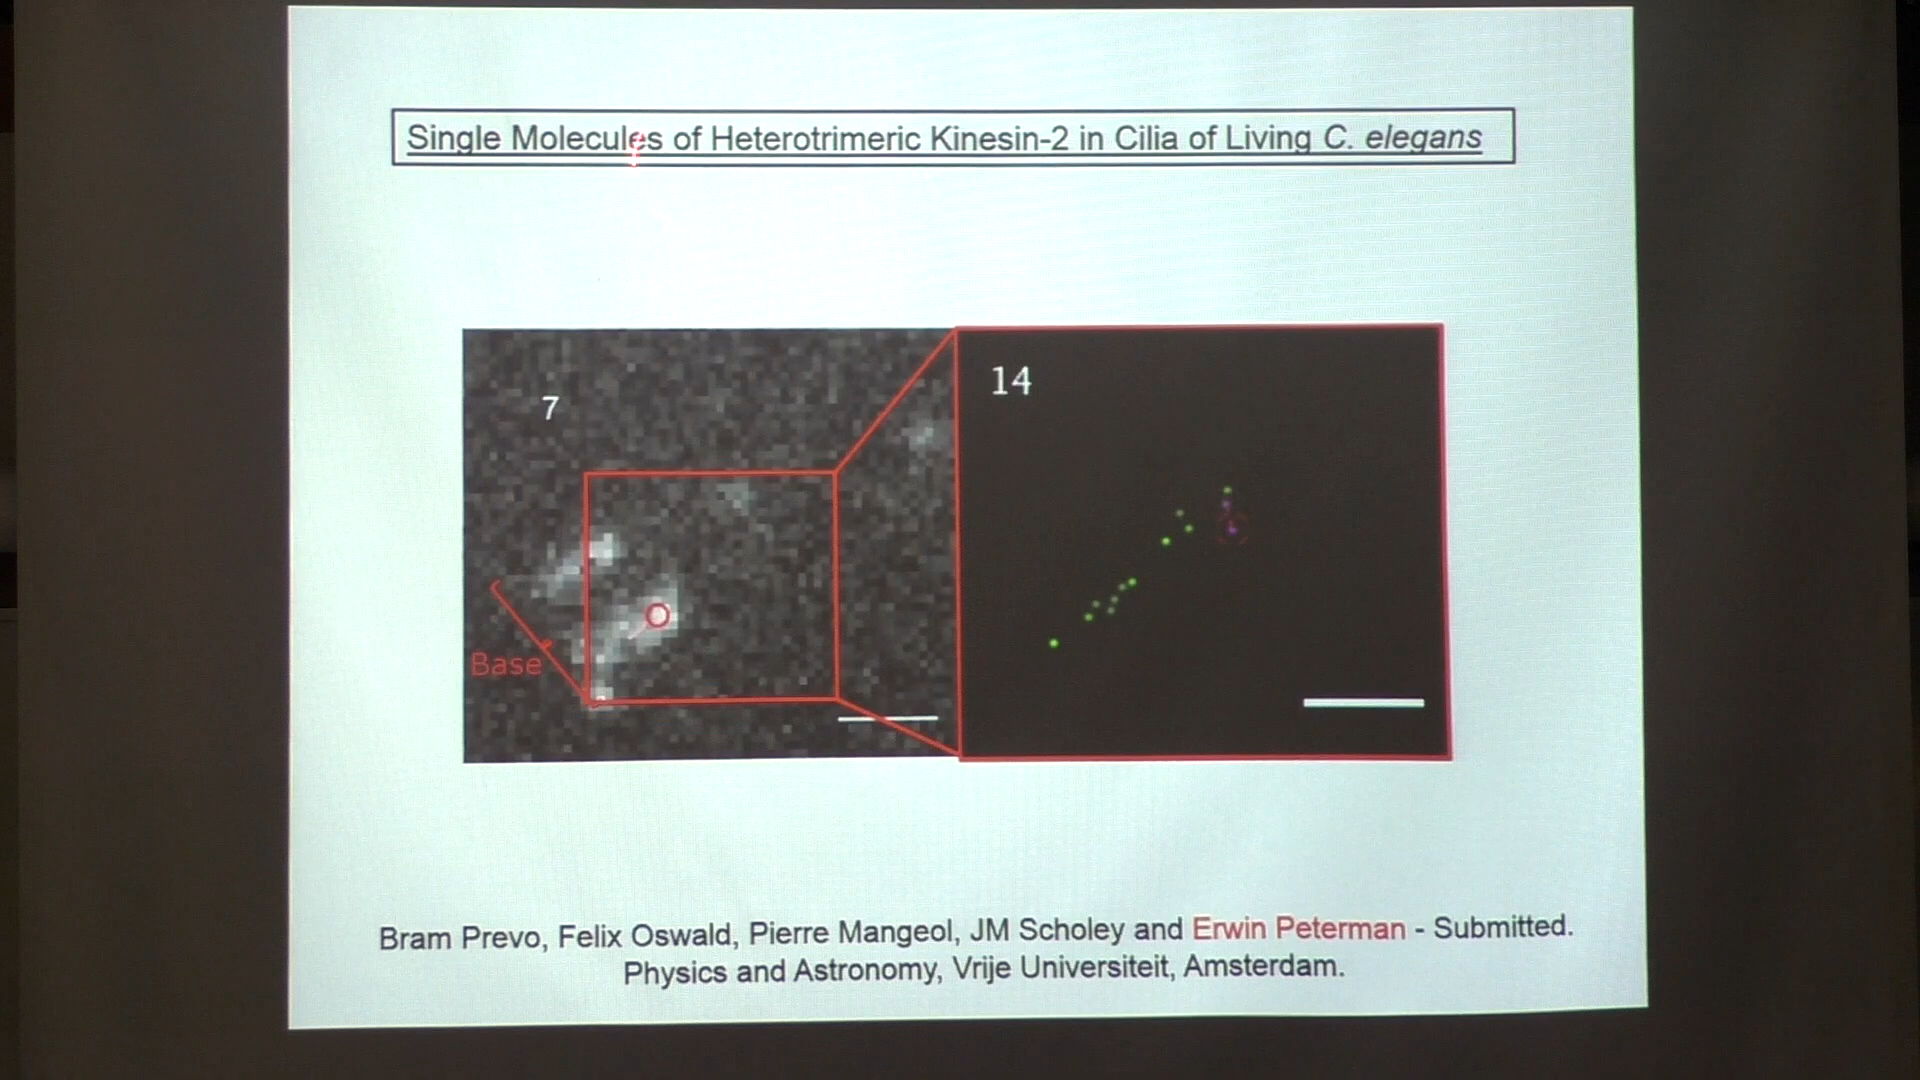 Single Molecules of Heterotrimeric Kinesin-2 in Cilia of Living C. elegans
7
14
Base
Bram Prevo, Felix Oswald, Pierre Mangeol, JM Scholey and Erwin Peterman - Submitted.
Physics and Astronomy, Vrije Universiteit, Amsterdam.